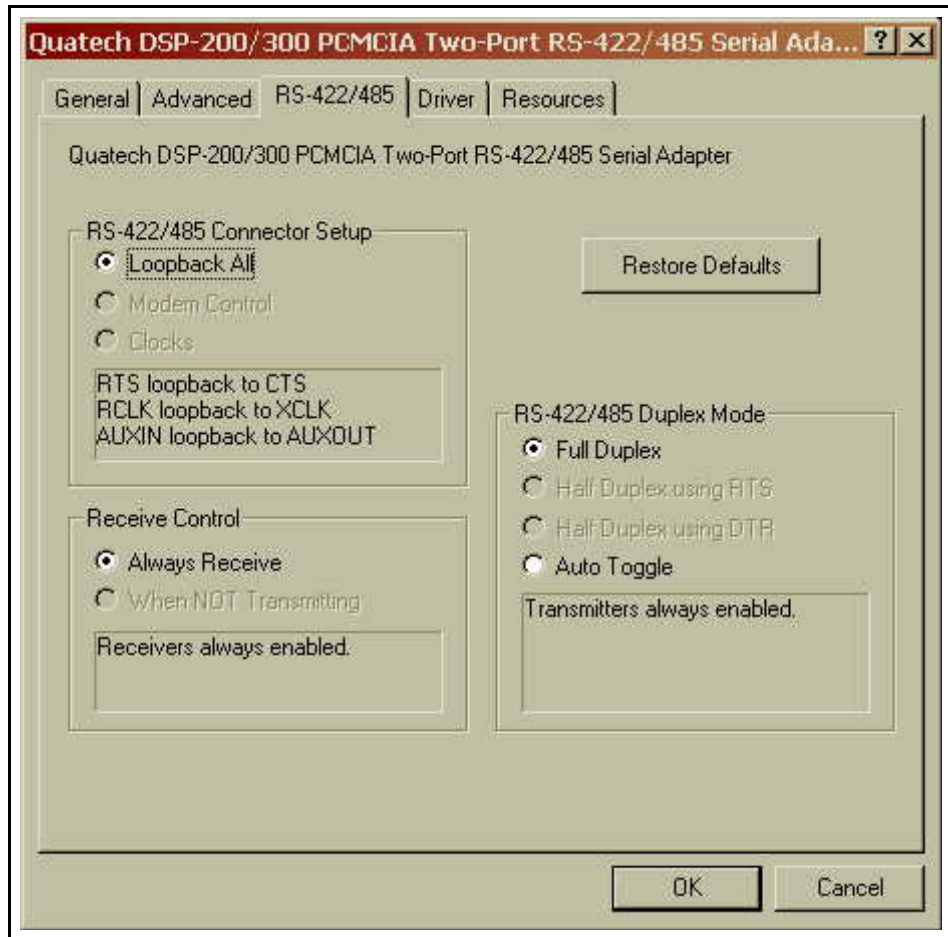 Quatech DSP-200/300 PCMCIA Two-Port RS-422/485 Serial Ada... ? ×
General Advanced RS-422/485 Driver Resources
Quatech DSP-200/300 PCMCIA Two-Port RS-422/485 Serial Adapter
RS-422/485 Connector Setup
Loopback All
Modem Control
Clocks
RTS loopback to CTS
RCLK loopback to XCLK
AUXIN loopback to AUXOUT
Restore Defaults
Receive Control
Always Receive
When NOT Transmitting
Receivers always enabled.
RS-422/485 Duplex Mode
Full Duplex
Half Duplex using RTS
Half Duplex using DTR
Auto Toggle
Transmitters always enabled.
OK
Cancel